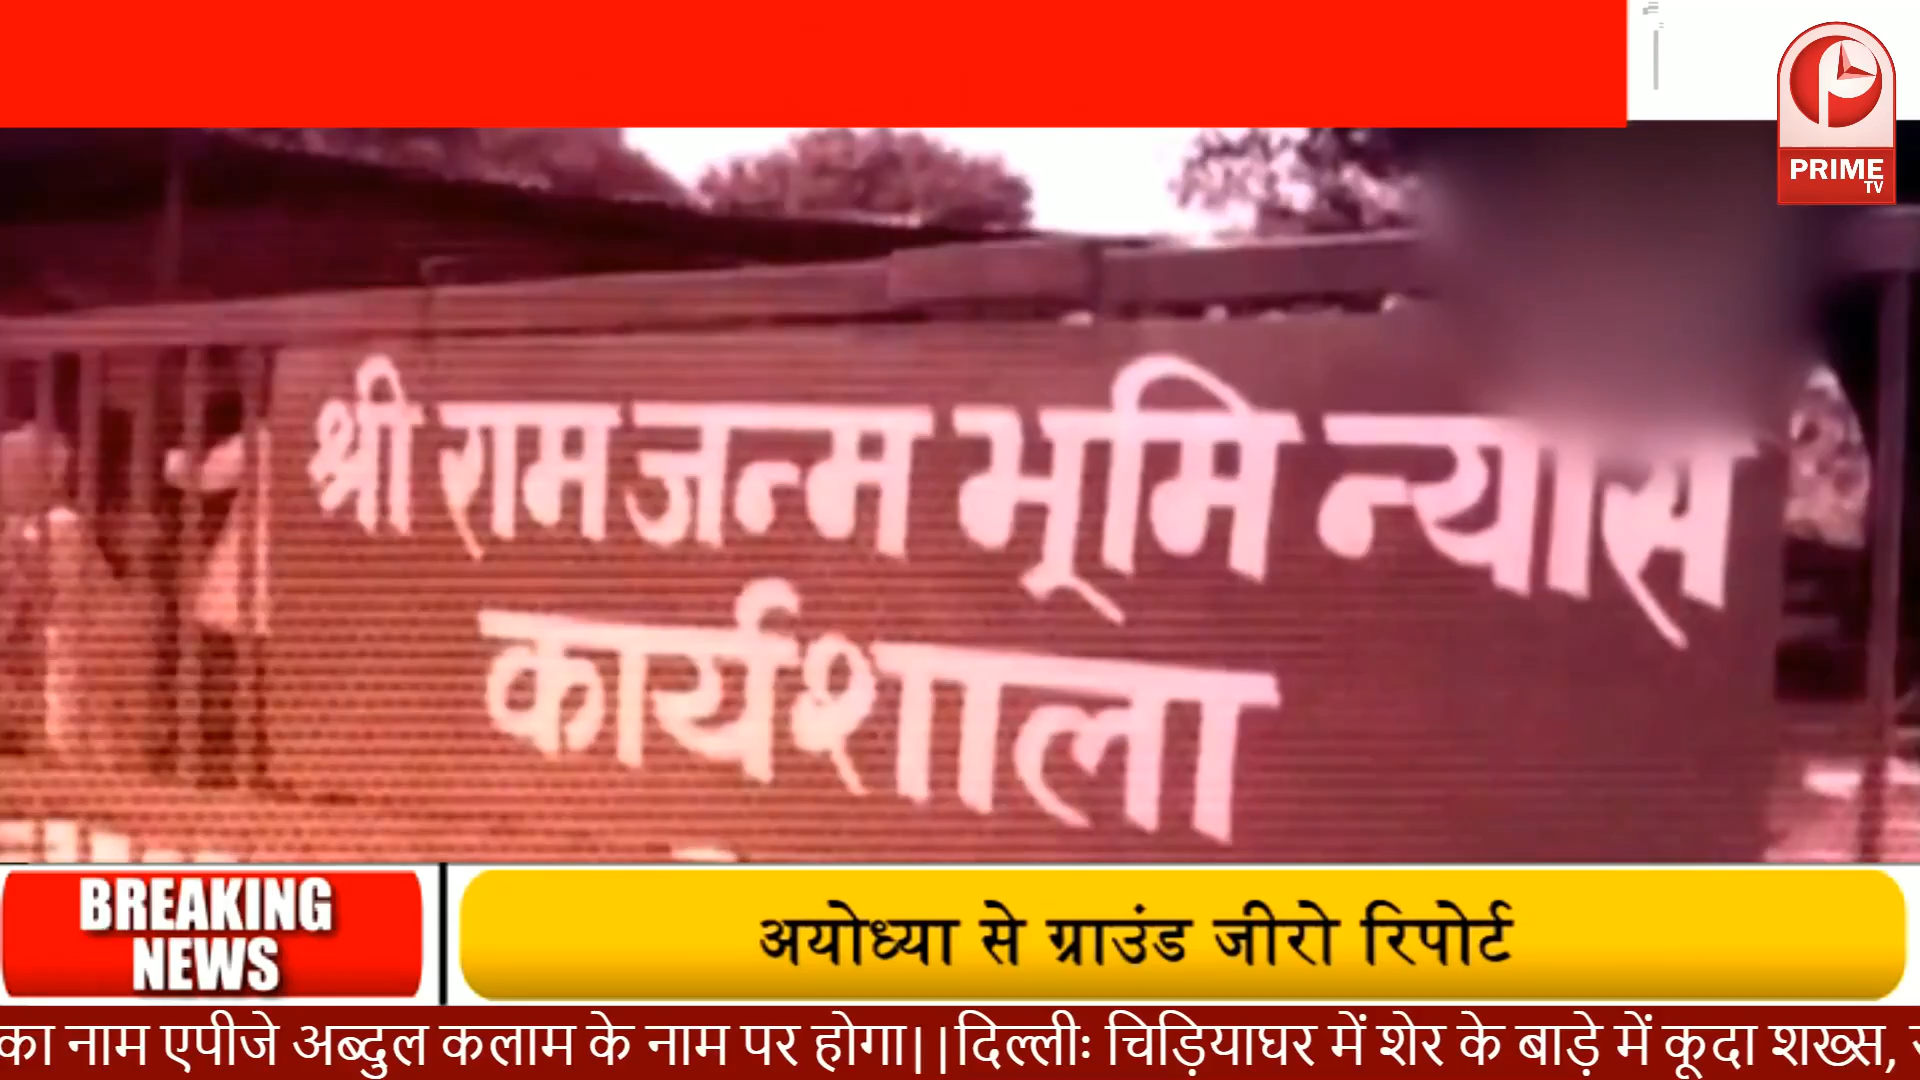 PRIME
TV
श्री राम जन्म भूमि न्यास
कार्यशाला
BREAKING
NEWS
अयोध्या से ग्राउंड जीरो रिपोर्ट
का नाम एपीजे अब्दुल कलाम के नाम पर होगा||दिल्लीः चिड़ियाघर में शेर के बाड़े में कूदा शख्स,